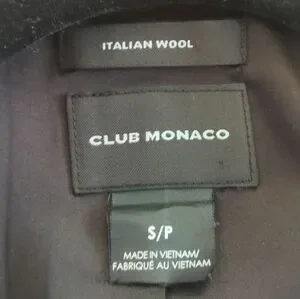 ITALIAN WOOL
CLUB MONACO
S/P
MADE IN VIETNAM/
FABRIQUÉ AU VIETNAM